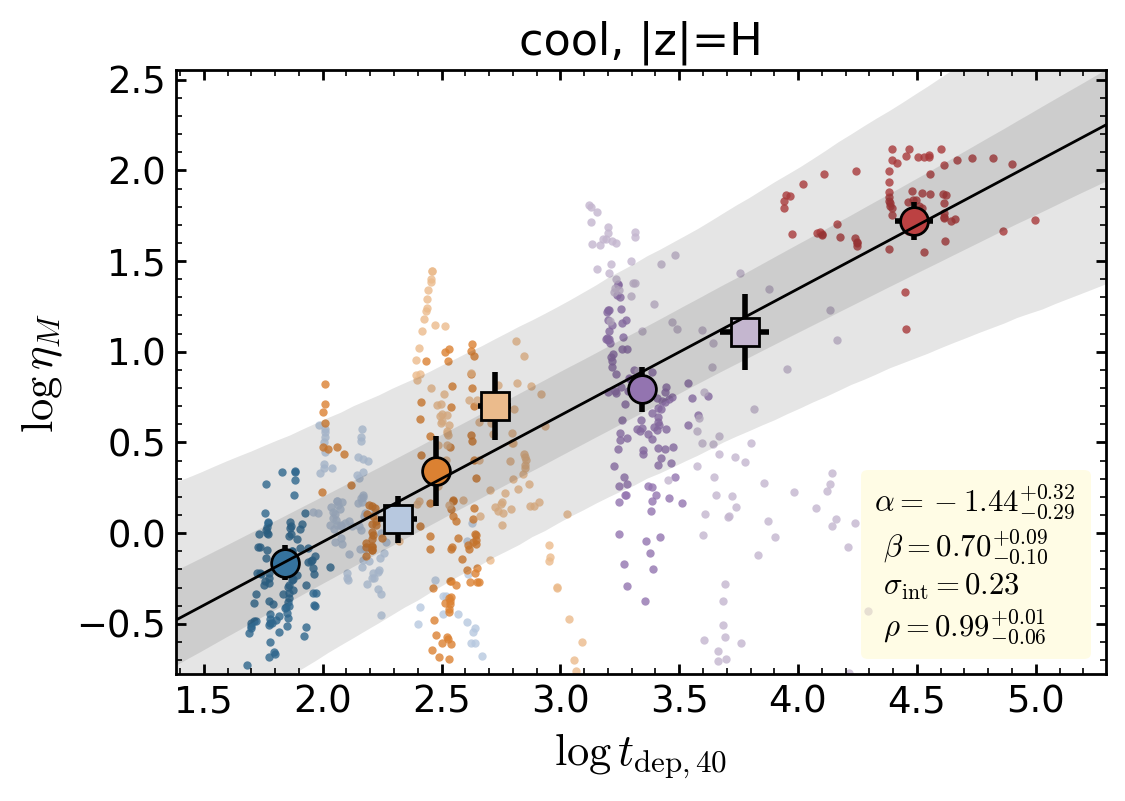 cool, |z|=H
2.5
2.0
1.5
1.0
0.5
0.0
−0.5
log η_M
α = −1.44^{+0.32}_{−0.29}
β = 0.70^{+0.09}_{−0.10}
σ_int = 0.23
ρ = 0.99^{+0.01}_{−0.06}
1.5 2.0 2.5 3.0 3.5 4.0 4.5 5.0
log t_{dep, 40}